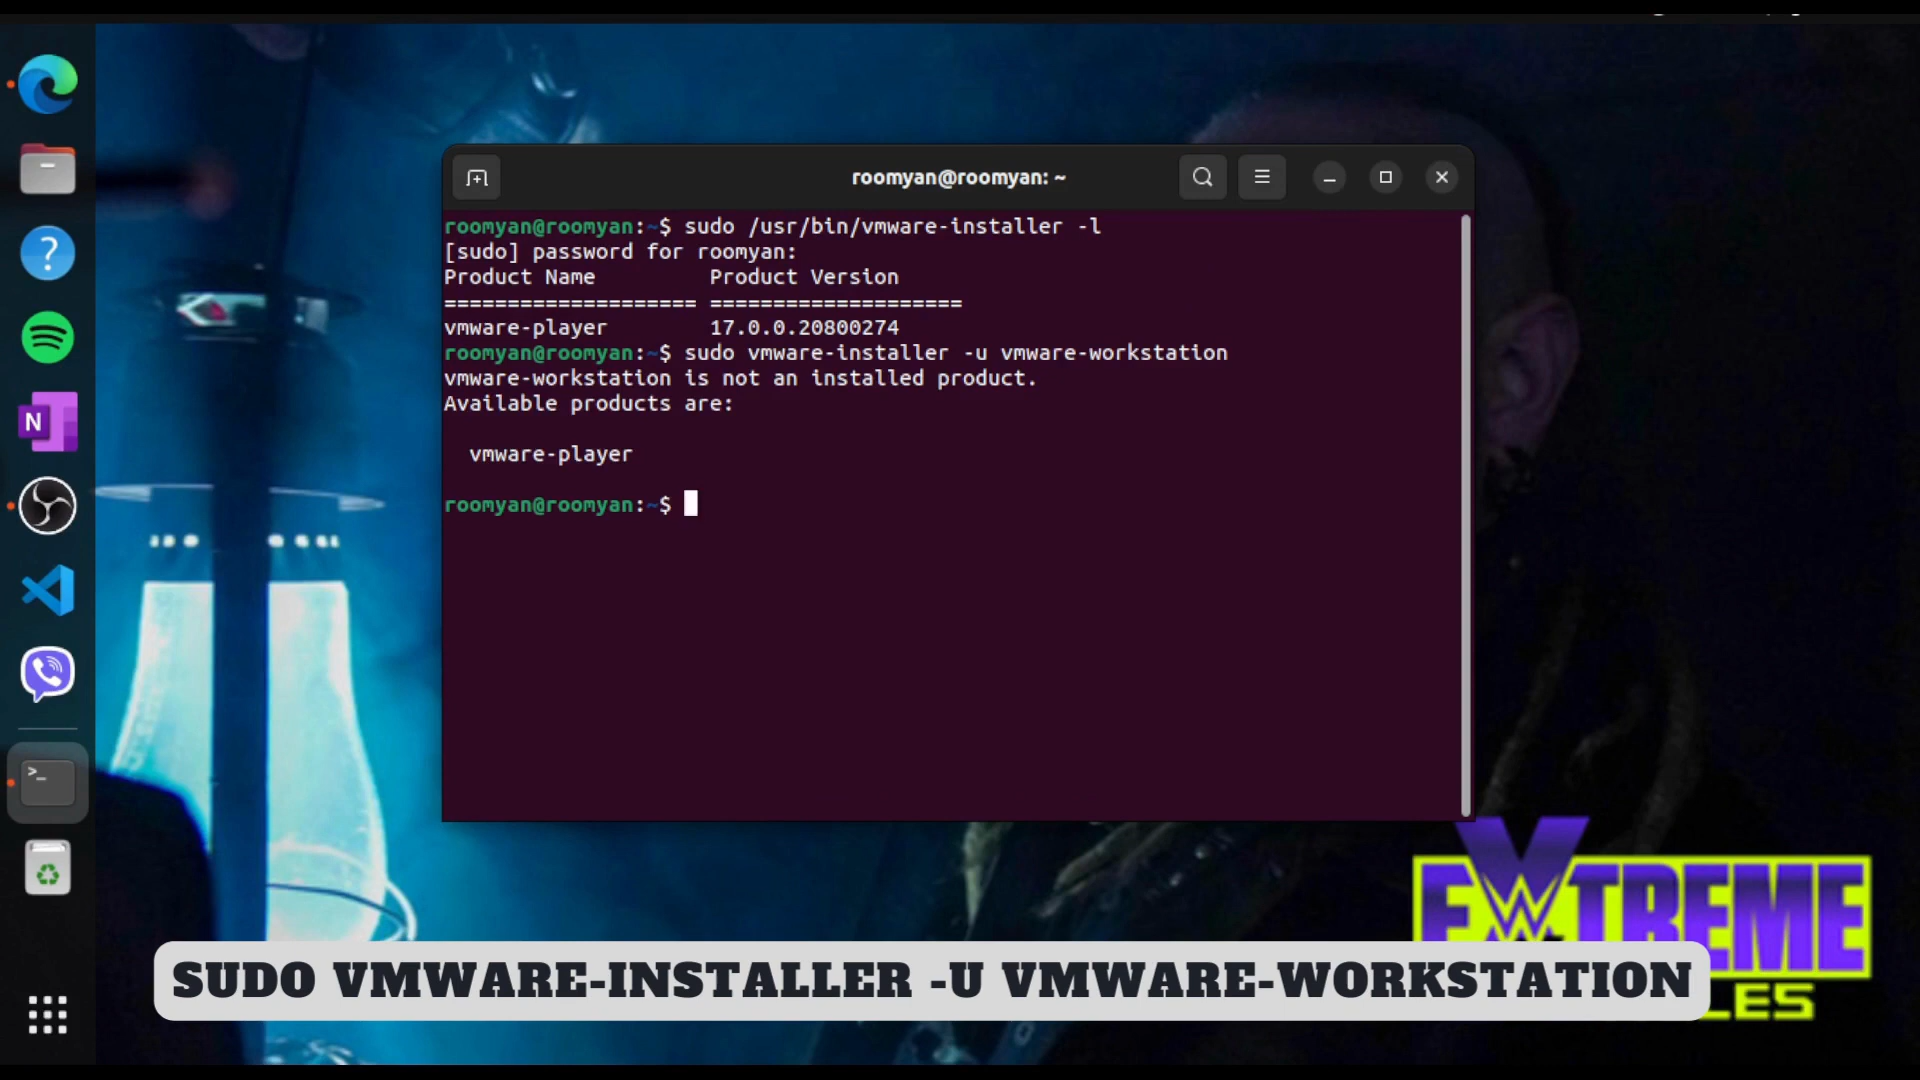 roomyan@roomyan: ~
roomyan@roomyan:~$ sudo /usr/bin/vmware-installer -l
[sudo] password for roomyan:
Product Name         Product Version
==================== ====================
vmware-player        17.0.0.20800274
roomyan@roomyan:~$ sudo vmware-installer -u vmware-workstation
vmware-workstation is not an installed product.
Available products are:
vmware-player
roomyan@roomyan:~$
N
?
>_
EXTREME
SUDO VMWARE-INSTALLER -U VMWARE-WORKSTATION